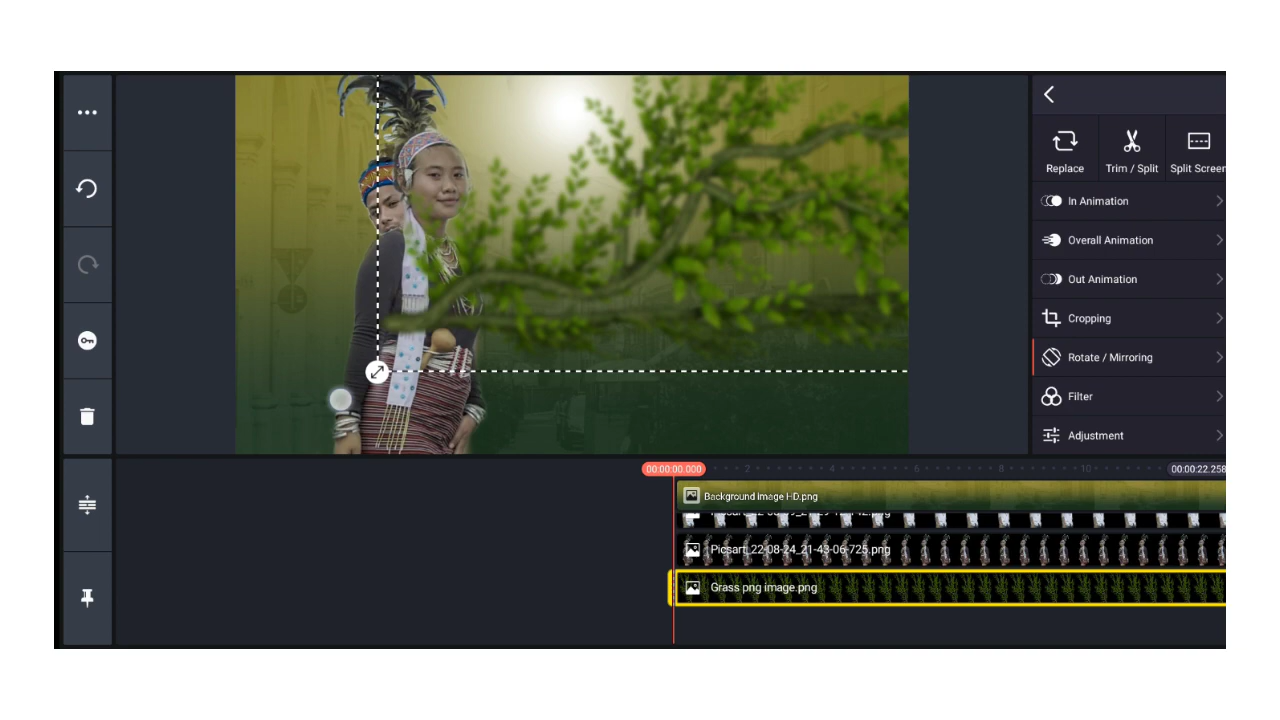 Replace
Trim / Split
Split Screen
In Animation
Overall Animation
Out Animation
Cropping
Rotate / Mirroring
Filter
Adjustment
00:00:00.000
2
4
6
8
10
00:00:22.258
Background image HD.png
Picsart_22-08-24_21-43-06-725.png
Grass png image.png